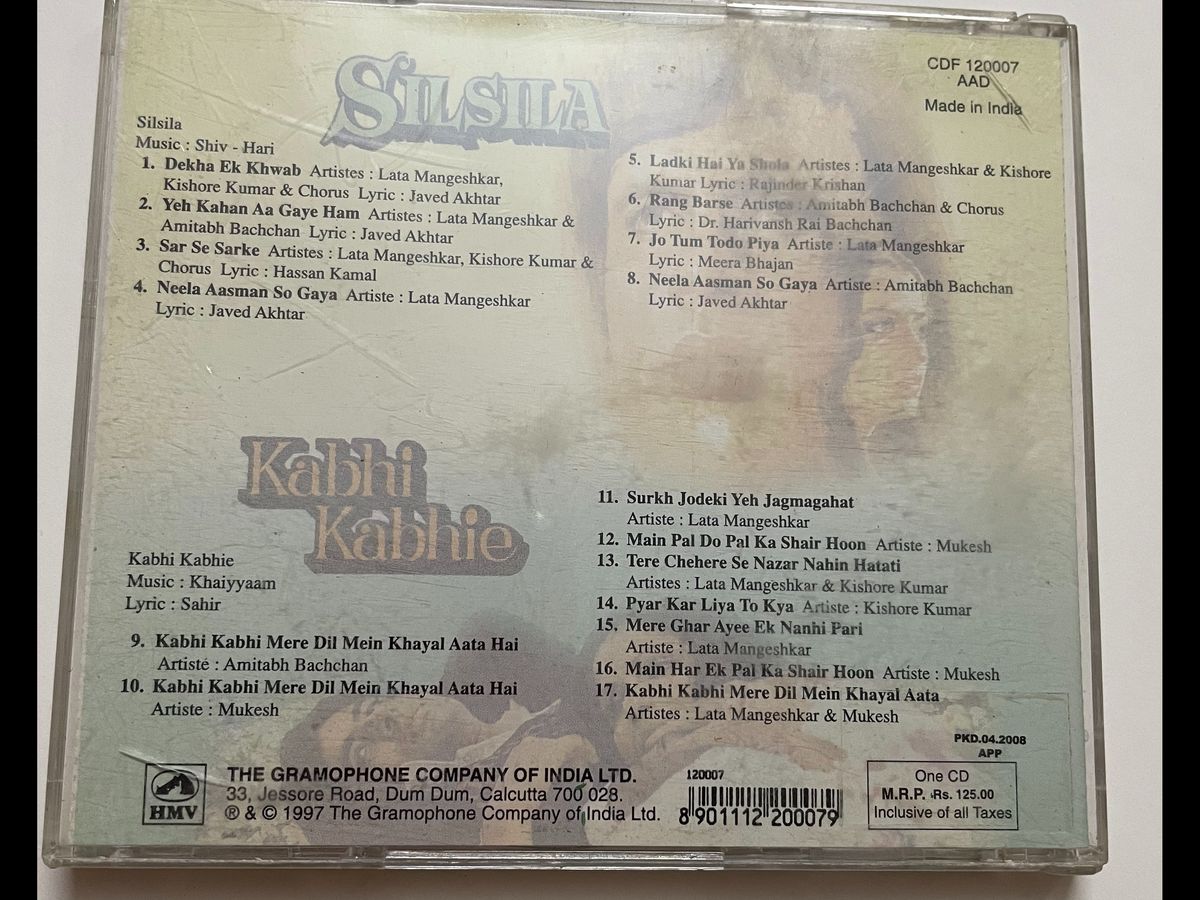 SILSILA
CDF 120007
AAD
Made in India
Silsila
Music : Shiv - Hari
1. Dekha Ek Khwab Artistes : Lata Mangeshkar,
Kishore Kumar & Chorus Lyric : Javed Akhtar
2. Yeh Kahan Aa Gaye Ham Artistes : Lata Mangeshkar &
Amitabh Bachchan Lyric : Javed Akhtar
3. Sar Se Sarke Artistes : Lata Mangeshkar, Kishore Kumar &
Chorus Lyric : Hassan Kamal
4. Neela Aasman So Gaya Artiste : Lata Mangeshkar
Lyric : Javed Akhtar
5. Ladki Hai Ya Shola Artistes : Lata Mangeshkar & Kishore
Kumar Lyric : Rajinder Krishan
6. Rang Barse Artistes : Amitabh Bachchan & Chorus
Lyric : Dr. Harivansh Rai Bachchan
7. Jo Tum Todo Piya Artiste : Lata Mangeshkar
Lyric : Meera Bhajan
8. Neela Aasman So Gaya Artiste : Amitabh Bachchan
Lyric : Javed Akhtar
Kabhi
Kabhie
Kabhi Kabhie
Music : Khaiyyaam
Lyric : Sahir
9. Kabhi Kabhi Mere Dil Mein Khayal Aata Hai
Artiste : Amitabh Bachchan
10. Kabhi Kabhi Mere Dil Mein Khayal Aata Hai
Artiste : Mukesh
11. Surkh Jodeki Yeh Jagmagahat
Artiste : Lata Mangeshkar
12. Main Pal Do Pal Ka Shair Hoon Artiste : Mukesh
13. Tere Chehere Se Nazar Nahin Hatati
Artistes : Lata Mangeshkar & Kishore Kumar
14. Pyar Kar Liya To Kya Artiste : Kishore Kumar
15. Mere Ghar Ayee Ek Nanhi Pari
Artiste : Lata Mangeshkar
16. Main Har Ek Pal Ka Shair Hoon Artiste : Mukesh
17. Kabhi Kabhi Mere Dil Mein Khayal Aata
Artistes : Lata Mangeshkar & Mukesh
PKD.04.2008
APP
HMV
THE GRAMOPHONE COMPANY OF INDIA LTD.
33, Jessore Road, Dum Dum, Calcutta 700 028.
℗ & © 1997 The Gramophone Company of India Ltd.
120007
8 901112 200079
One CD
M.R.P. Rs. 125.00
Inclusive of all Taxes